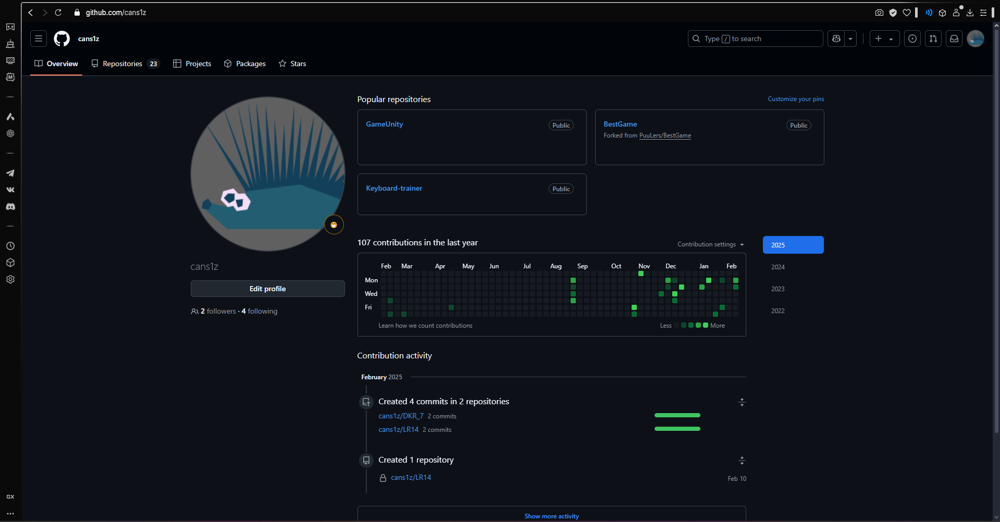 github.com/cans1z
cans1z
Type / to search
Overview
Repositories 23
Projects
Packages
Stars
Popular repositories
Customize your pins
GameUnity
Public
BestGame
Public
Forked from PuuLers/BestGame
Keyboard-trainer
Public
107 contributions in the last year
Contribution settings
2025
2024
2023
2022
Feb Mar Apr May Jun Jul Aug Sep Oct Nov Dec Jan Feb
Mon
Wed
Fri
Learn how we count contributions
Less More
cans1z
Edit profile
2 followers · 4 following
Contribution activity
February 2025
Created 4 commits in 2 repositories
cans1z/DKR_7 2 commits
cans1z/LR14 2 commits
Created 1 repository
cans1z/LR14
Feb 10
Show more activity
GX